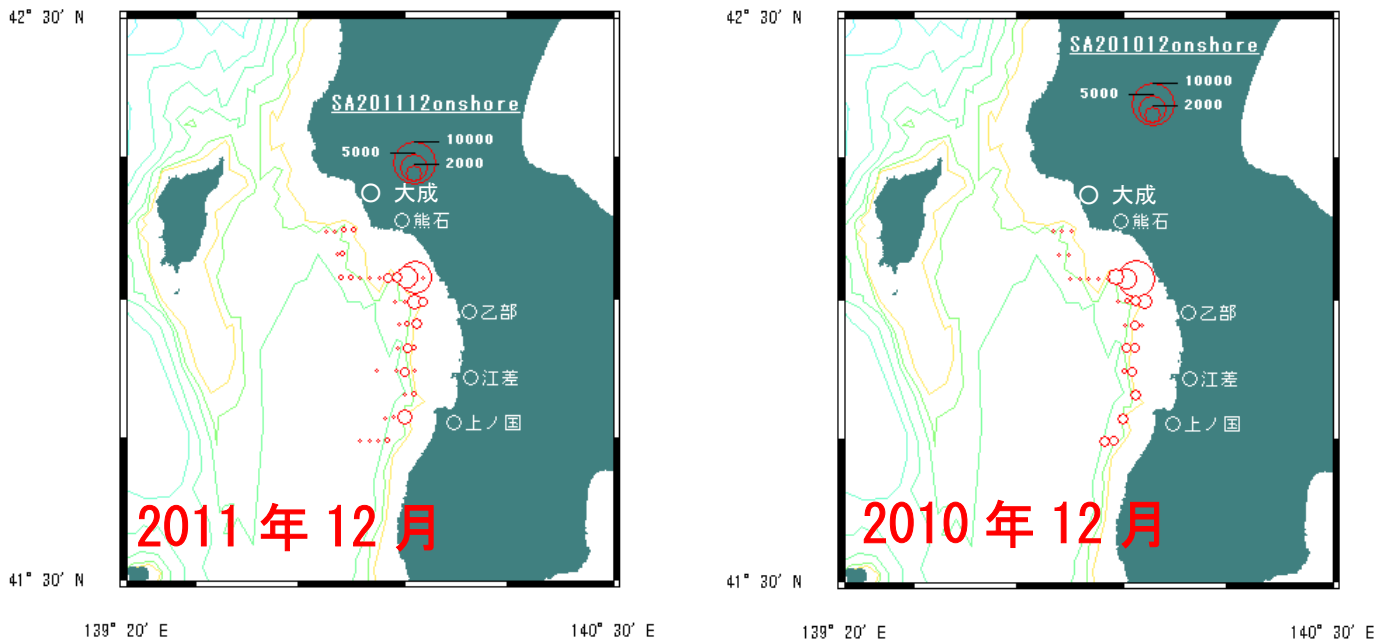 42° 30′ N
SA201112onshore
10000
5000
2000
大成
熊石
乙部
江差
上ノ国
2011 年 12 月
41° 30′ N
139° 20′ E
140° 30′ E
42° 30′ N
SA201012onshore
10000
5000
2000
大成
熊石
乙部
江差
上ノ国
2010 年 12 月
41° 30′ N
139° 20′ E
140° 30′ E